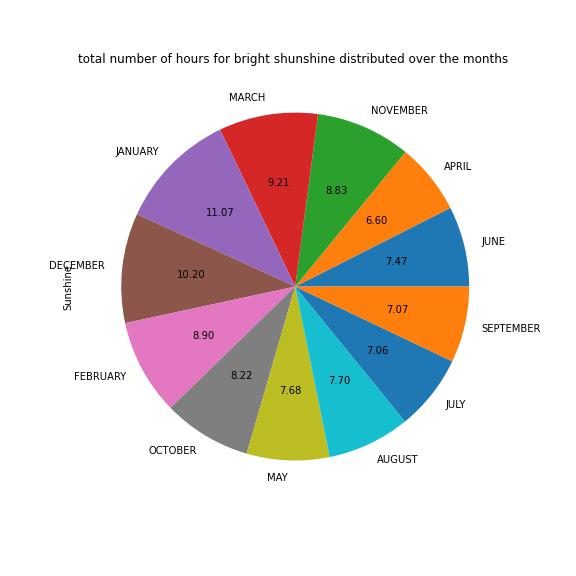 total number of hours for bright shunshine distributed over the months
MARCH
NOVEMBER
JANUARY
APRIL
9.21
8.83
11.07
6.60
JUNE
DECEMBER
7.47
10.20
Sunshine
7.07
SEPTEMBER
8.90
7.06
FEBRUARY
8.22
7.70
7.68
JULY
OCTOBER
AUGUST
MAY